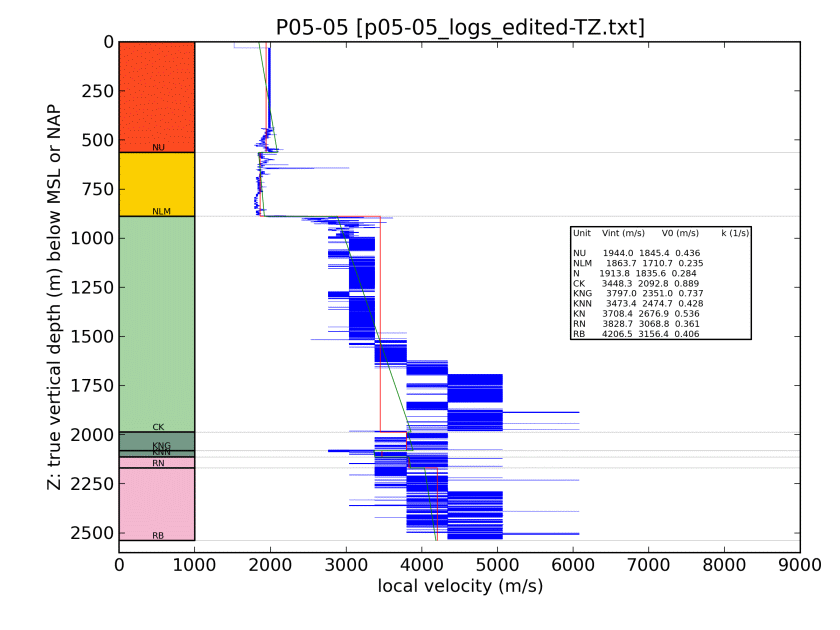 P05-05 [p05-05_logs_edited-TZ.txt]
0
250
500
750
1000
1250
1500
1750
2000
2250
2500
Z: true vertical depth (m) below MSL or NAP
NU
NLM
CK
KNG
KNN
RN
RB
Unit Vint (m/s) V0 (m/s) k (1/s)
NU 1944.0 1845.4 0.436
NLM 1863.7 1710.7 0.235
N 1913.8 1835.6 0.284
CK 3448.3 2092.8 0.889
KNG 3797.0 2351.0 0.737
KNN 3473.4 2474.7 0.428
KN 3708.4 2676.9 0.536
RN 3828.7 3068.8 0.361
RB 4206.5 3156.4 0.406
0 1000 2000 3000 4000 5000 6000 7000 8000 9000
local velocity (m/s)